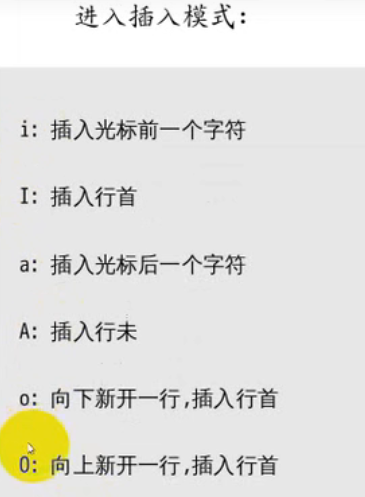 进入插入模式:
i: 插入光标前一个字符
I: 插入行首
a: 插入光标后一个字符
A: 插入行未
o: 向下新开一行,插入行首
O: 向上新开一行,插入行首